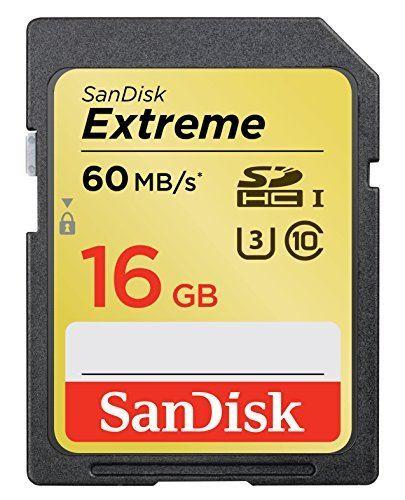 SanDisk
Extreme
60 MB/s*
SD HC I
3 10
16 GB
SanDisk